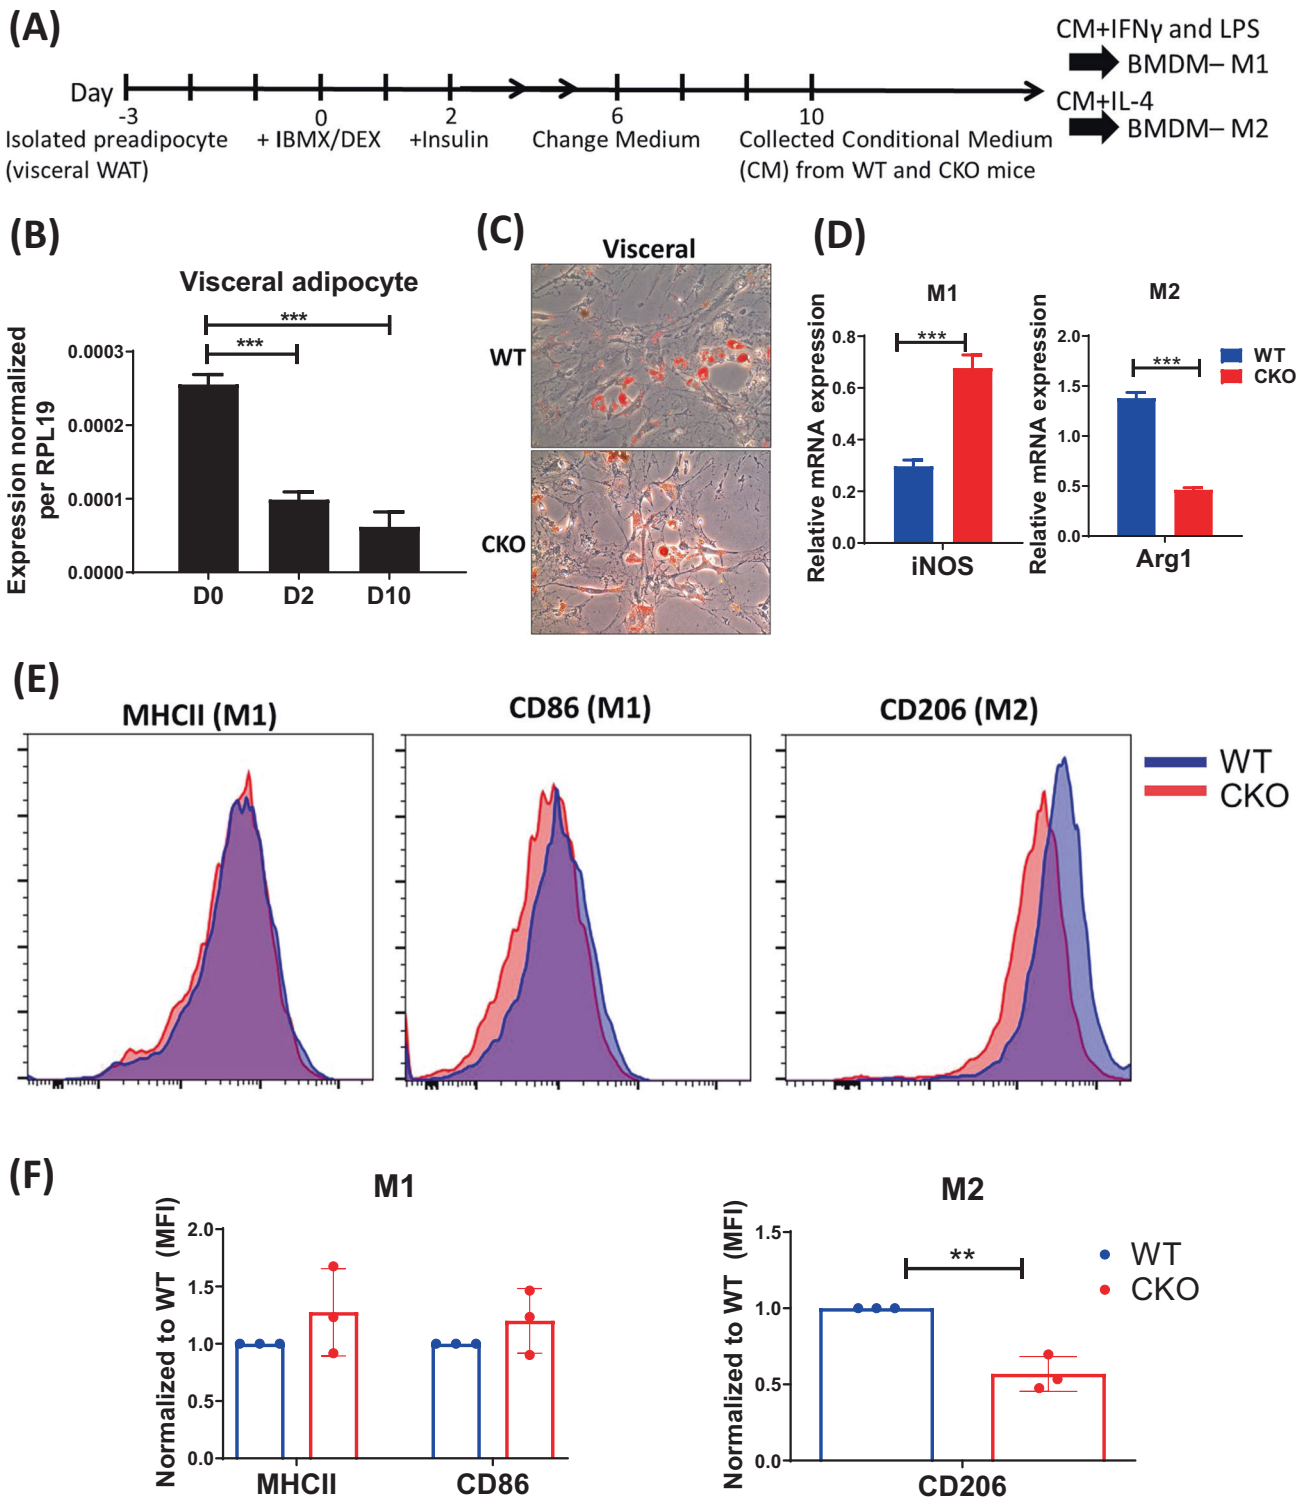 (A)
CM+IFNγ and LPS
BMDM– M1
CM+IL-4
BMDM– M2
Day
-3
0
2
6
10
Isolated preadipocyte
(visceral WAT)
+ IBMX/DEX
+Insulin
Change Medium
Collected Conditional Medium
(CM) from WT and CKO mice
(B)
Visceral adipocyte
Expression normalized
per RPL19
0.0003
0.0002
0.0001
0.0000
***
***
D0
D2
D10
(C)
Visceral
WT
CKO
(D)
M1
Relative mRNA expression
0.8
0.6
0.4
0.2
0.0
***
iNOS
M2
Relative mRNA expression
2.0
1.5
1.0
0.5
0.0
***
Arg1
WT
CKO
(E)
MHCII (M1)
CD86 (M1)
CD206 (M2)
WT
CKO
(F)
M1
Normalized to WT (MFI)
2.0
1.5
1.0
0.5
0.0
MHCII
CD86
M2
Normalized to WT (MFI)
1.5
1.0
0.5
0.0
**
CD206
WT
CKO